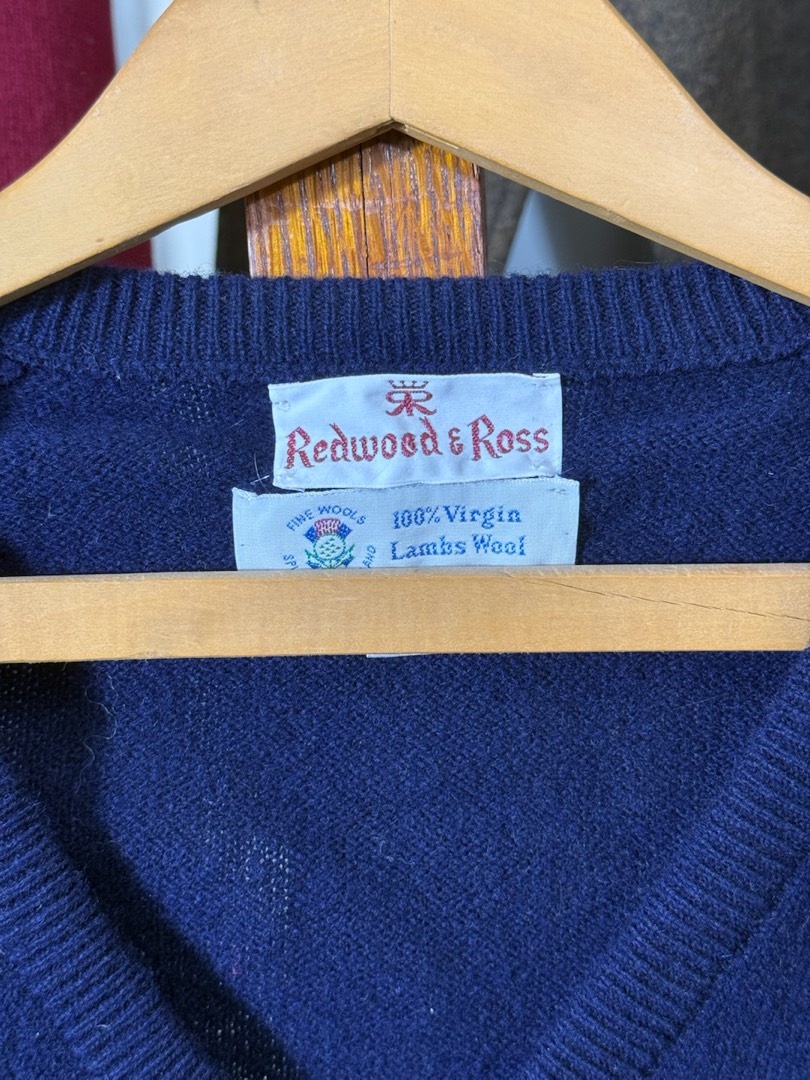 Redwood & Ross
FINE WOOLS
100% Virgin
Lambs Wool